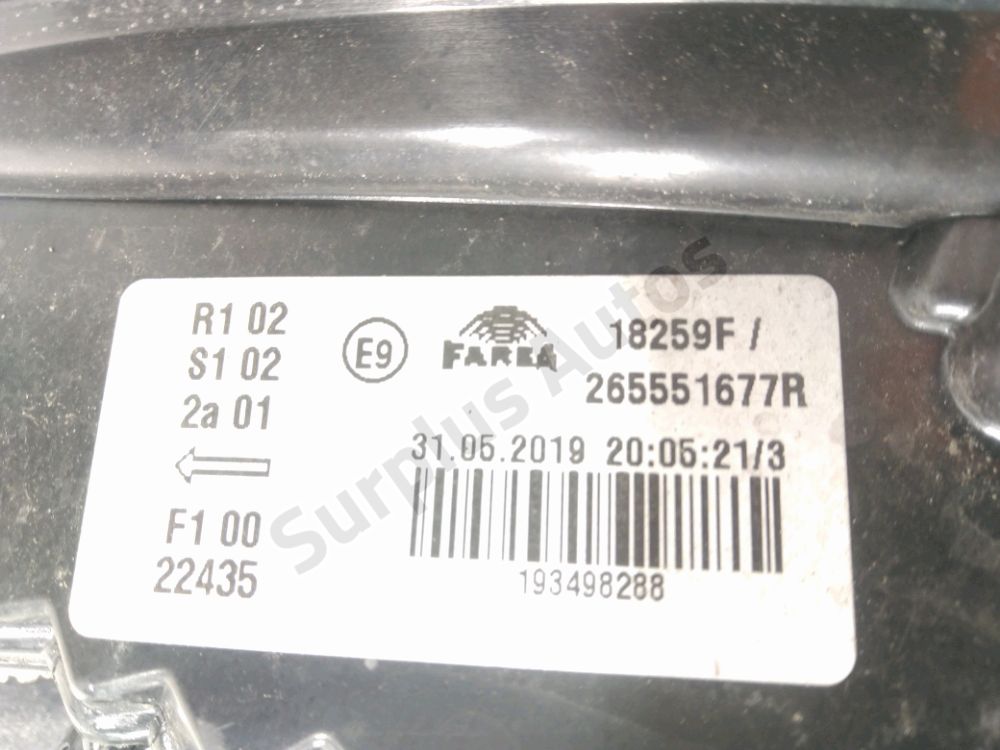 R1 02
S1 02
2a 01
F1 00
22435
E9
FAREA
18259F /
265551677R
31.05.2019 20:05:21/3
193498288
Surplus Autos